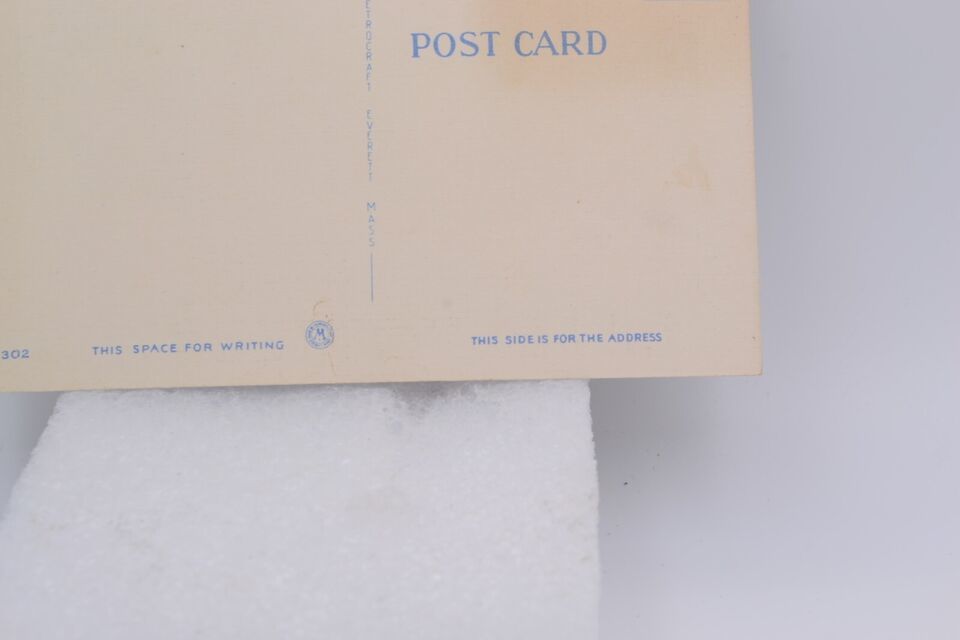 POST CARD
ETROCRAFT EVERETT MASS
302
THIS SPACE FOR WRITING
M
THIS SIDE IS FOR THE ADDRESS